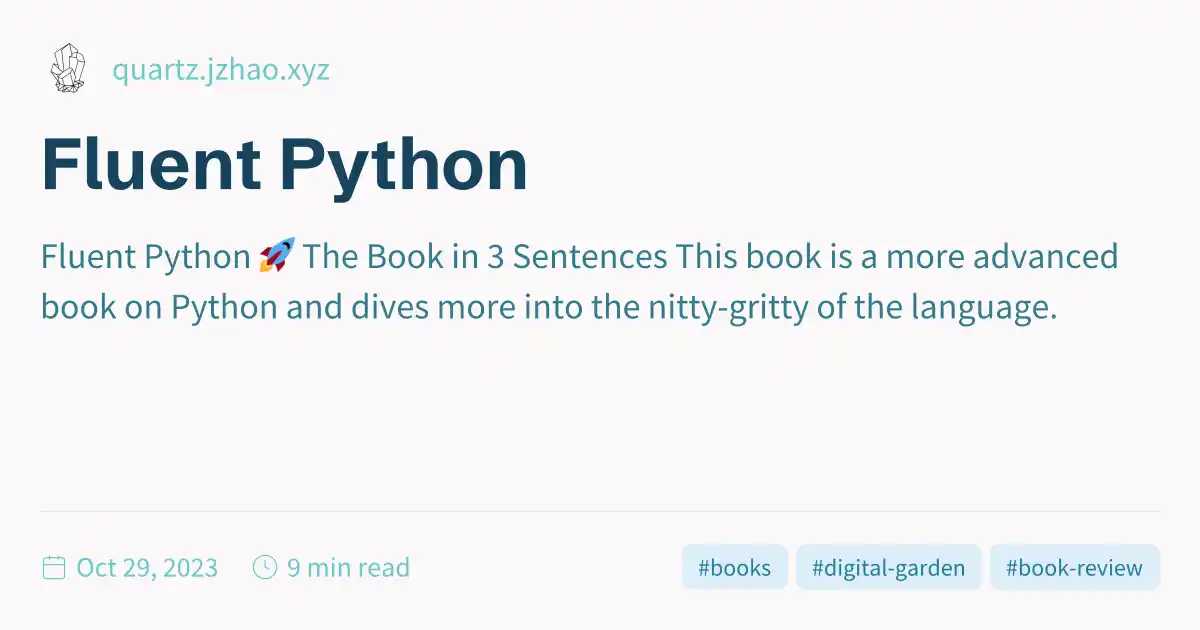 quartz.jzhao.xyz
Fluent Python
Fluent Python 🚀 The Book in 3 Sentences This book is a more advanced
book on Python and dives more into the nitty-gritty of the language.
Oct 29, 2023 9 min read #books #digital-garden #book-review